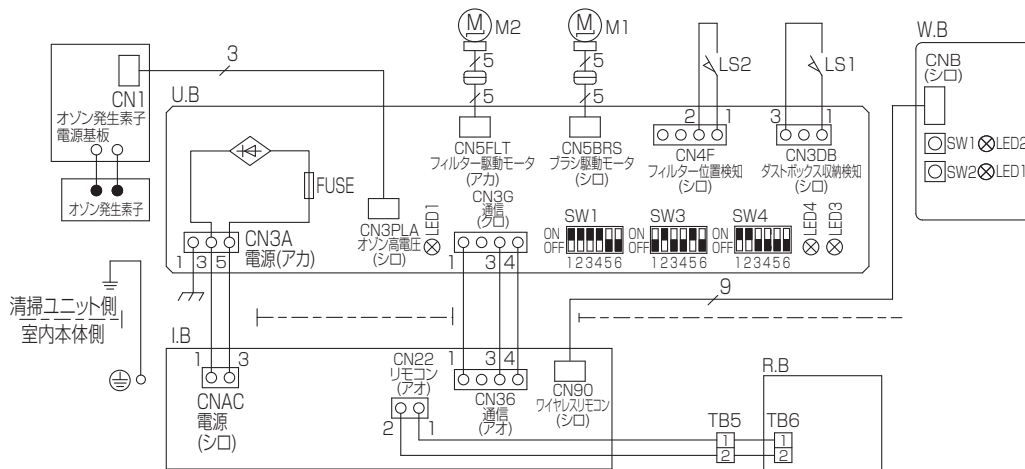 CN1
オゾン発生素子
電源基板
オゾン発生素子
3
M
M2
5
5
M
M1
5
5
LS2
LS1
W.B
CNB
(シロ)
SW1
LED2
SW2
LED1
U.B
FUSE
CN3A
電源(アカ)
1
3
5
CN3PLA
オゾン高電圧
(シロ)
LED1
CN5FLT
フィルター駆動モータ
(アカ)
CN3G
通信
(クロ)
1
3
4
CN5BRS
ブラシ駆動モータ
(シロ)
2
1
CN4F
フィルター位置検知
(シロ)
3
1
CN3DB
ダストボックス収納検知
(シロ)
SW1
ON
OFF
123456
SW3
ON
OFF
123456
SW4
ON
OFF
123456
LED4
LED3
9
清掃ユニット側
室内本体側
I.B
1
3
CNAC
電源
(シロ)
CN22
リモコン
(アオ)
2
1
1
3
4
CN36
通信
(アオ)
CN90
ワイヤレスリモコン
(シロ)
R.B
TB5
1
2
TB6
1
2